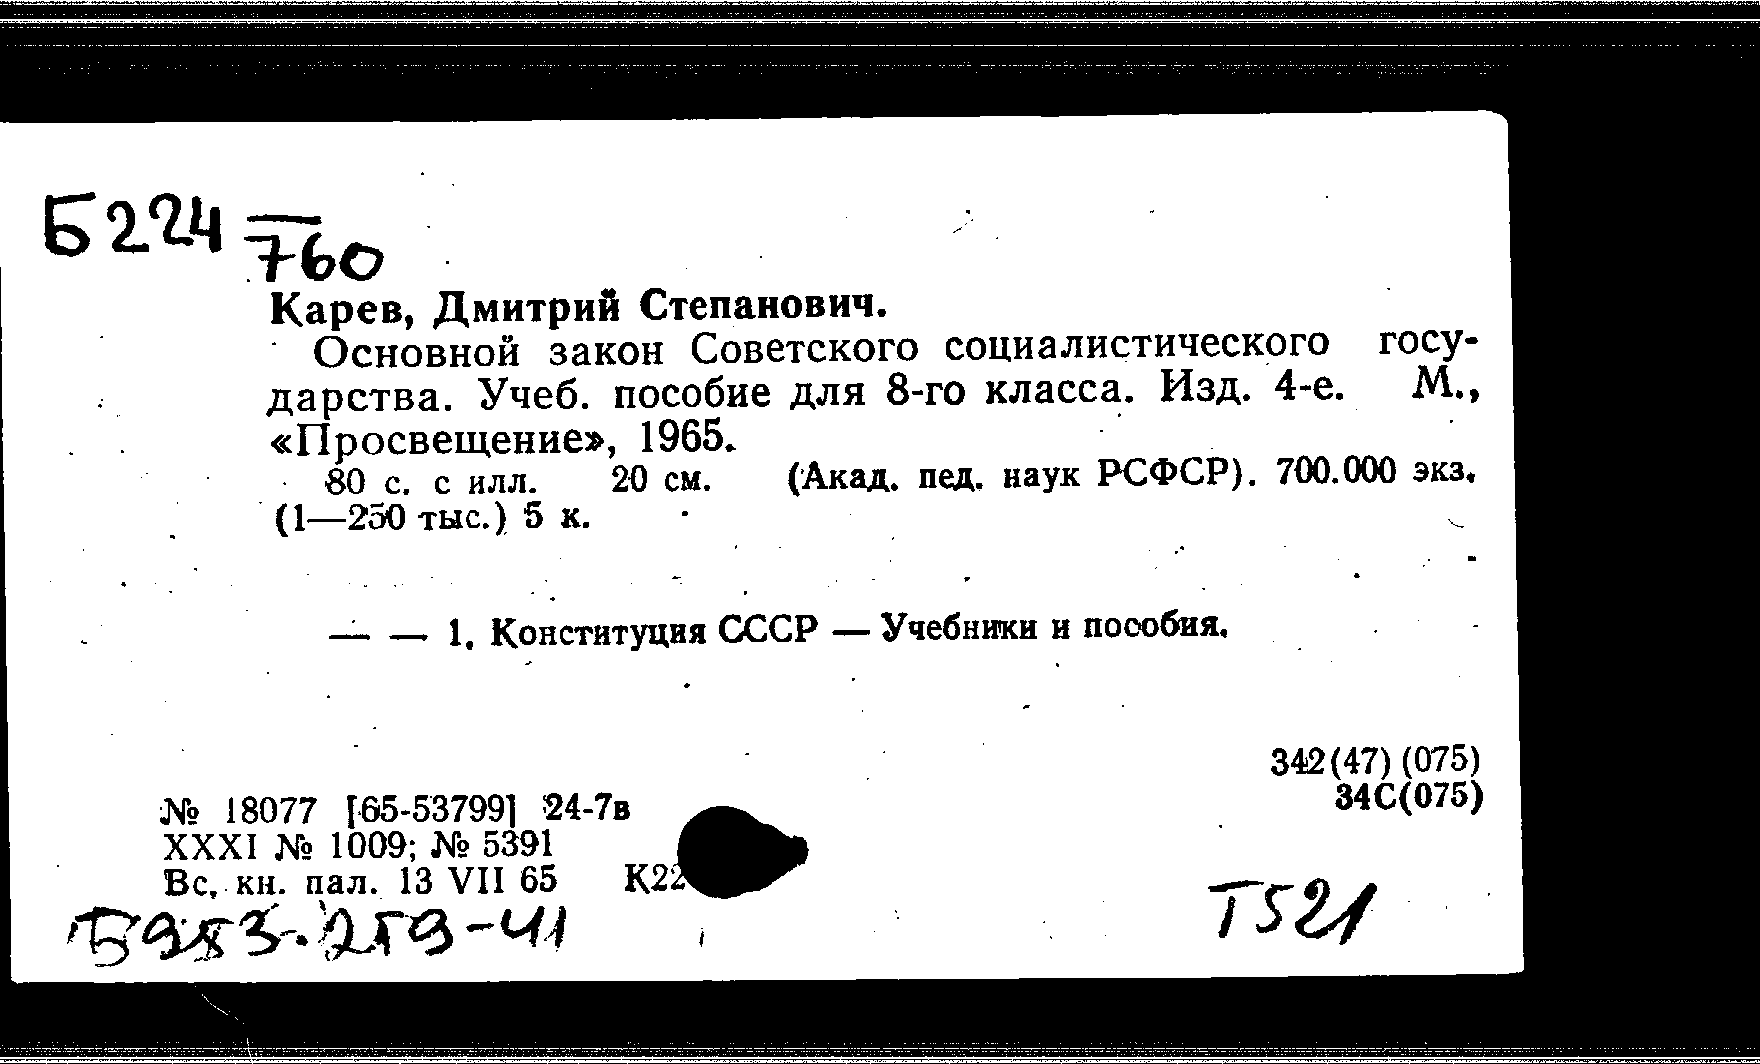 Б224
760
Карев, Дмитрий Степанович.
Основной закон Советского социалистического госу-
дарства. Учеб. пособие для 8-го класса. Изд. 4-е. М.,
«Просвещение», 1965.
80 с. с илл. 20 см. (Акад. пед. наук РСФСР). 700.000 экз.
(1—250 тыс.) 5 к.
— — 1. Конституция СССР — Учебники и пособия.
342(47)(075)
34С(075)
№ 18077 [65-53799] 24-7в
XXXI № 1009; № 5391
Вс. кн. пал. 13 VII 65 К22
Т521